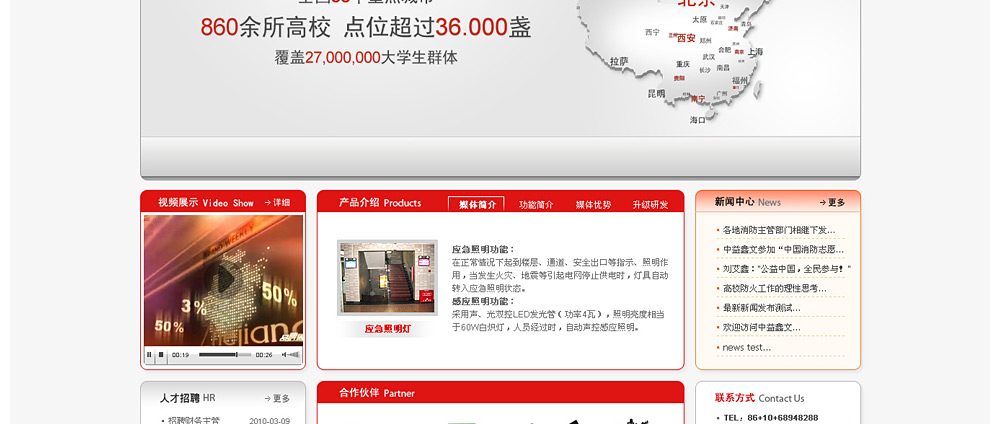 860余所高校 点位超过36.000盏
覆盖27,000,000大学生群体
北京
天津
太原
石家庄
青岛
济南
西宁
兰州
西安
郑州
合肥
南京
上海
拉萨
武汉
重庆
长沙
南昌
贵阳
福州
昆明
南宁
广州
海口
视频展示 Video Show
详细
产品介绍 Products
媒体简介
功能简介
媒体优势
升级研发
新闻中心 News
更多
WEEKLY
50%
3%
50%
50%
00:19
00:26
应急照明灯
应急照明功能：
在正常情况下起到楼层、通道、安全出口等指示、照明作
用，当发生火灾、地震等引起电网停止供电时，灯具自动
转入应急照明状态。
感应照明功能：
采用声、光双控LED发光管（功率4瓦），照明亮度相当
于60W白炽灯，人员经过时，自动声控感应照明。
各地消防主管部门相继下发...
中益鑫文参加“中国消防志愿...
刘艾鑫："公益中国，全民参与！"
高校防火工作的理性思考...
最新新闻发布测试...
欢迎访问中益鑫文...
news test...
人才招聘 HR
更多
招聘财务主管
2010-03-09
合作伙伴 Partner
联系方式 Contact Us
TEL: 86+10+68948288